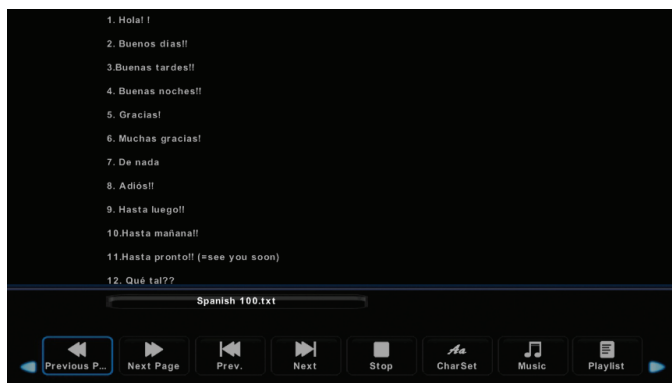 1. Hola! !
2. Buenos días!!
3.Buenas tardes!!
4. Buenas noches!!
5. Gracias!
6. Muchas gracias!
7. De nada
8. Adiós!!
9. Hasta luego!!
10.Hasta mañana!!
11.Hasta pronto!! (=see you soon)
12. Qué tal??
Spanish 100.txt
Previous P... Next Page Prev. Next Stop Aa CharSet Music Playlist